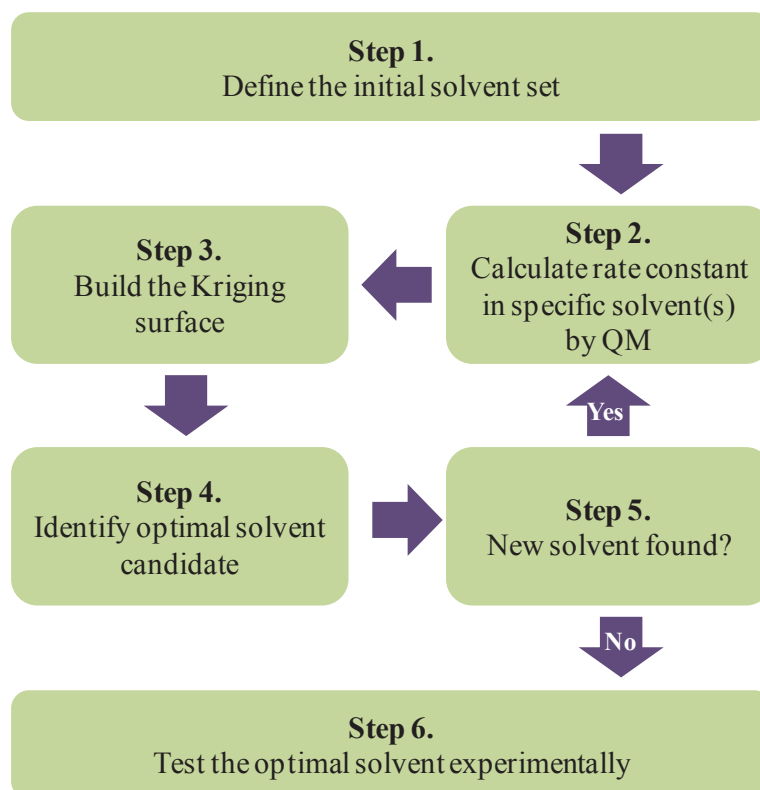 Step 1.
Define the initial solvent set
Step 2.
Calculate rate constant
in specific solvent(s)
by QM
Step 3.
Build the Kriging
surface
Step 4.
Identify optimal solvent
candidate
Step 5.
New solvent found?
Yes
No
Step 6.
Test the optimal solvent experimentally